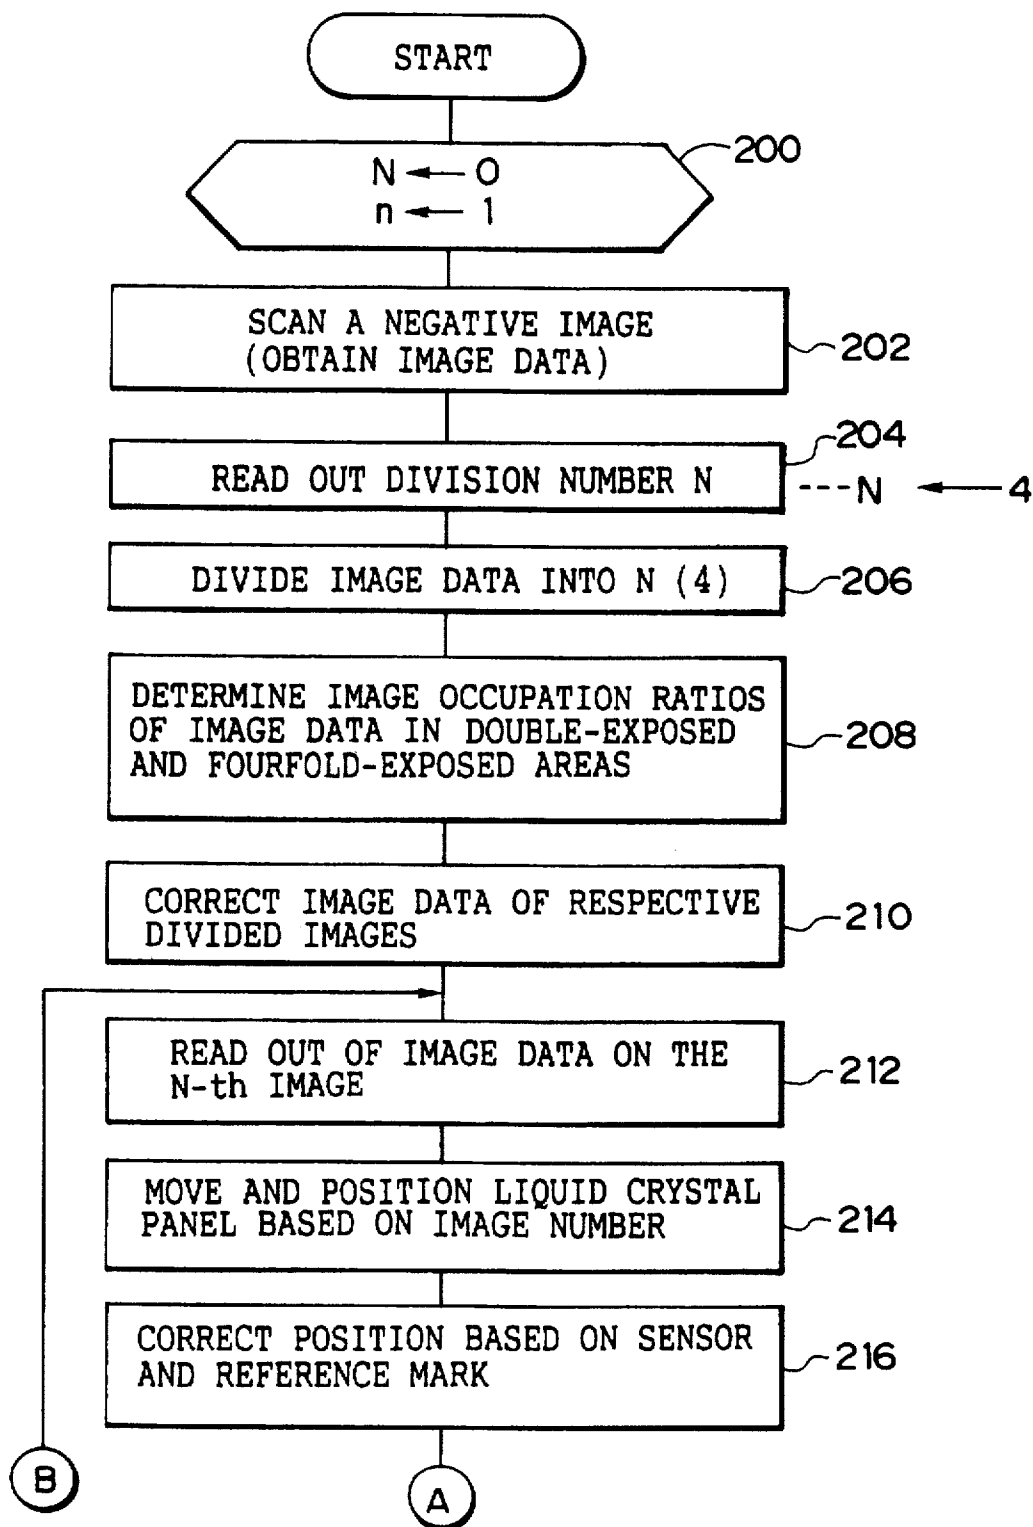 START
N ← 0
n ← 1
200
SCAN A NEGATIVE IMAGE
(OBTAIN IMAGE DATA)
202
READ OUT DIVISION NUMBER N
204
---N ← 4
DIVIDE IMAGE DATA INTO N (4)
206
DETERMINE IMAGE OCCUPATION RATIOS
OF IMAGE DATA IN DOUBLE-EXPOSED
AND FOURFOLD-EXPOSED AREAS
208
CORRECT IMAGE DATA OF RESPECTIVE
DIVIDED IMAGES
210
READ OUT OF IMAGE DATA ON THE
N-th IMAGE
212
MOVE AND POSITION LIQUID CRYSTAL
PANEL BASED ON IMAGE NUMBER
214
CORRECT POSITION BASED ON SENSOR
AND REFERENCE MARK
216
B
A